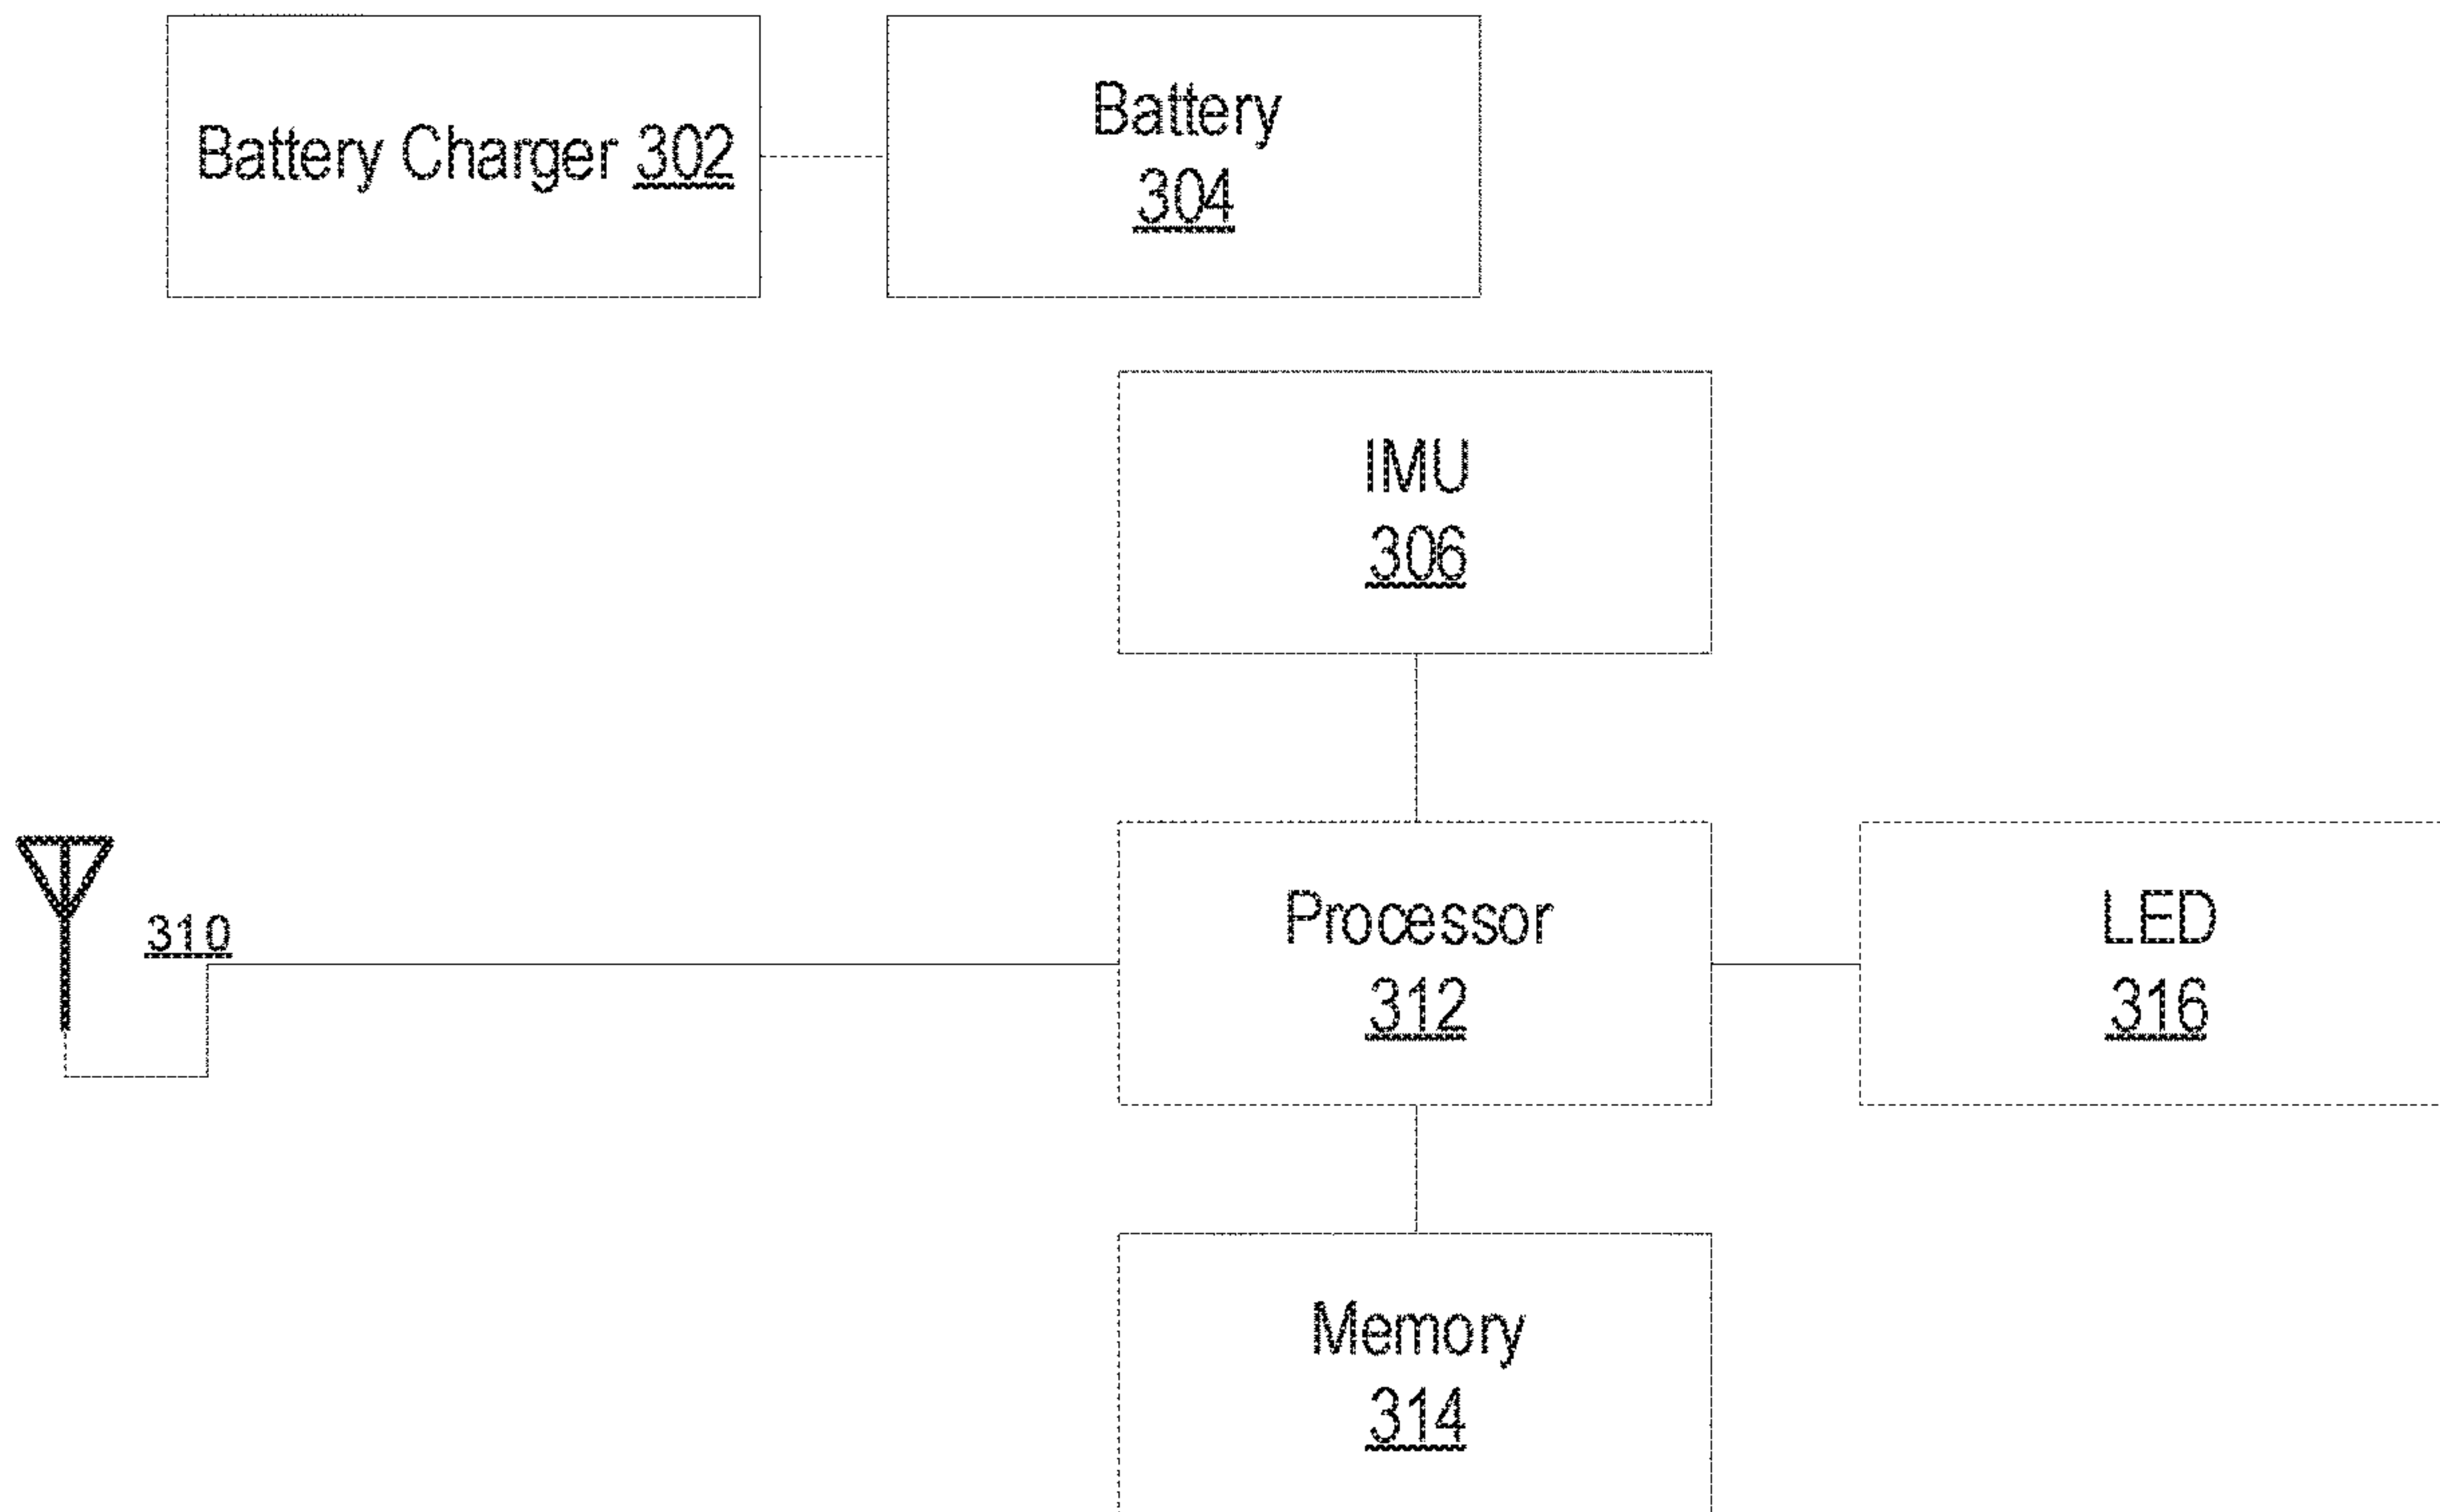 Battery Charger 302
Battery
304
IMU
306
310
Processor
312
LED
316
Memory
314